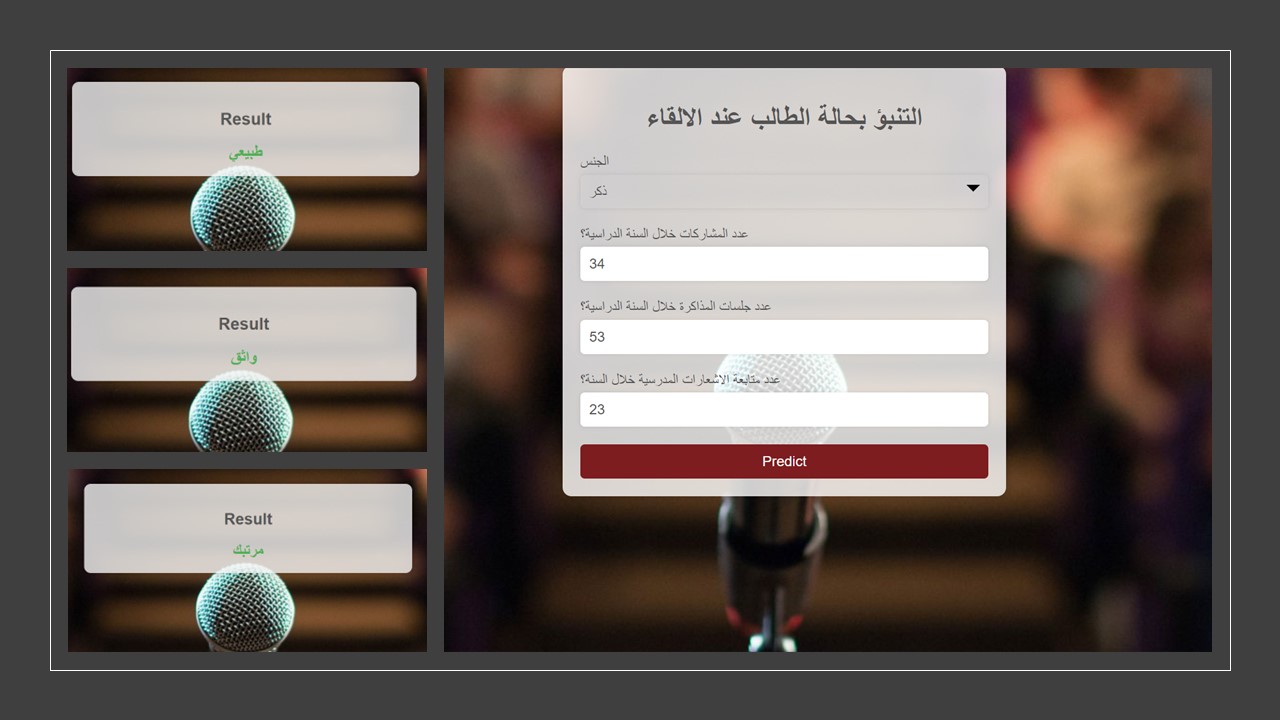 Result
طبيعي
Result
واثق
Result
مرتبك
التنبؤ بحالة الطالب عند الالقاء
الجنس
ذكر
عدد المشاركات خلال السنة الدراسية؟
34
عدد جلسات المذاكرة خلال السنة الدراسية؟
53
عدد متابعة الاشعارات المدرسية خلال السنة؟
23
Predict